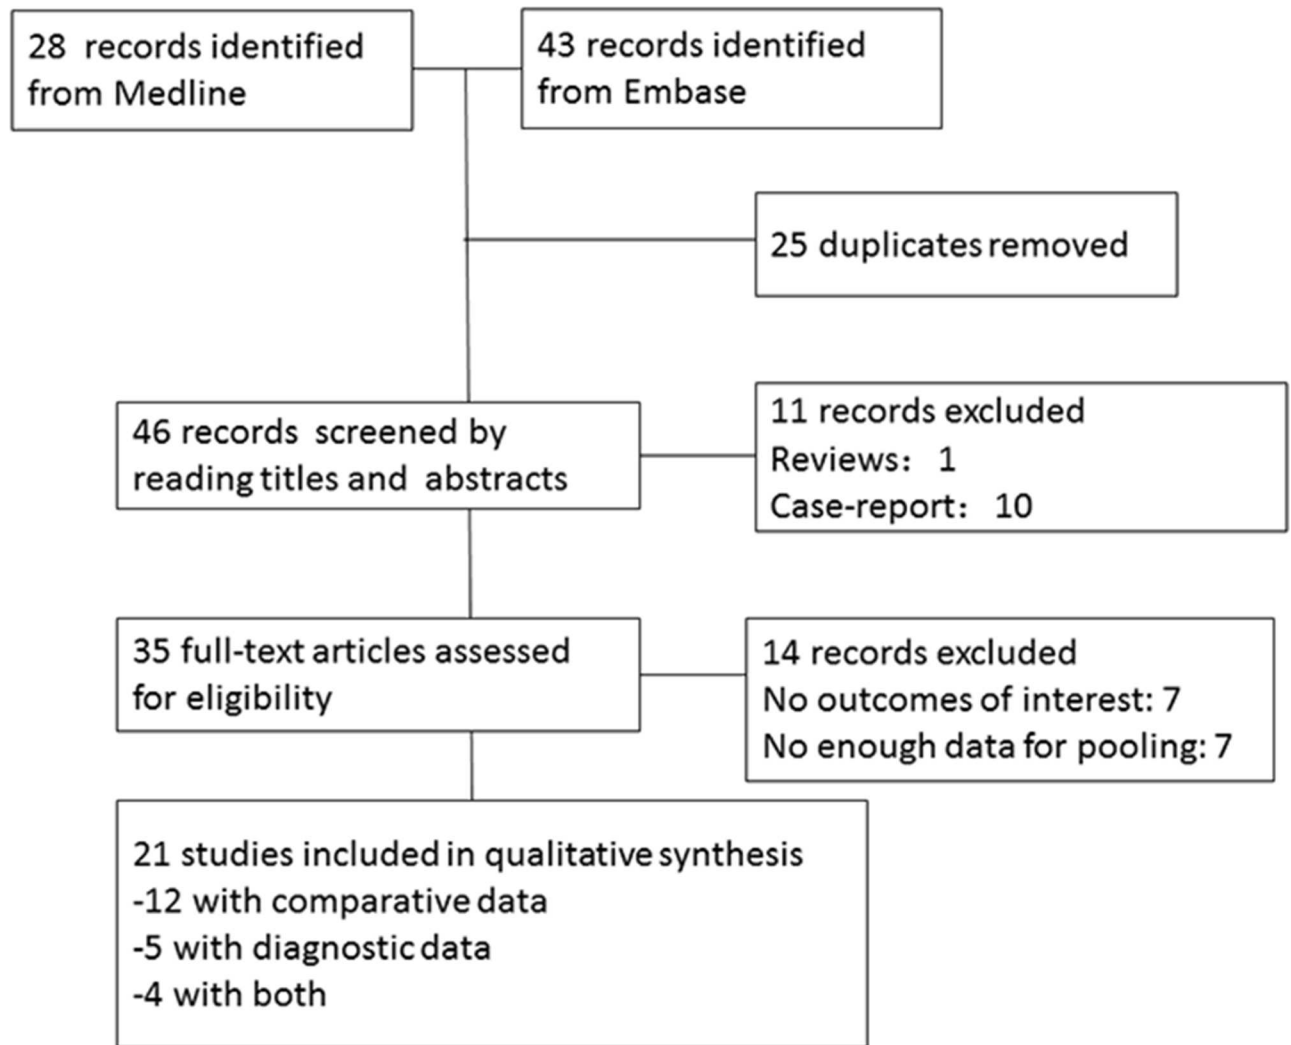 28 records identified
from Medline
43 records identified
from Embase
25 duplicates removed
46 records screened by
reading titles and abstracts
11 records excluded
Reviews： 1
Case-report： 10
35 full-text articles assessed
for eligibility
14 records excluded
No outcomes of interest: 7
No enough data for pooling: 7
21 studies included in qualitative synthesis
-12 with comparative data
-5 with diagnostic data
-4 with both